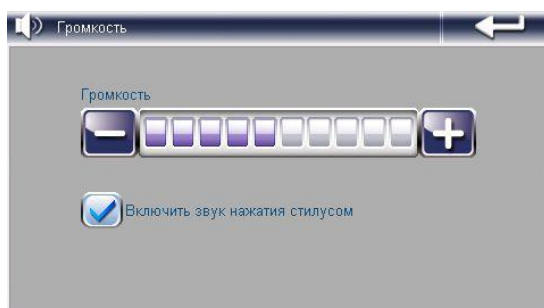 Громкость
Громкость
Включить звук нажатия стилусом